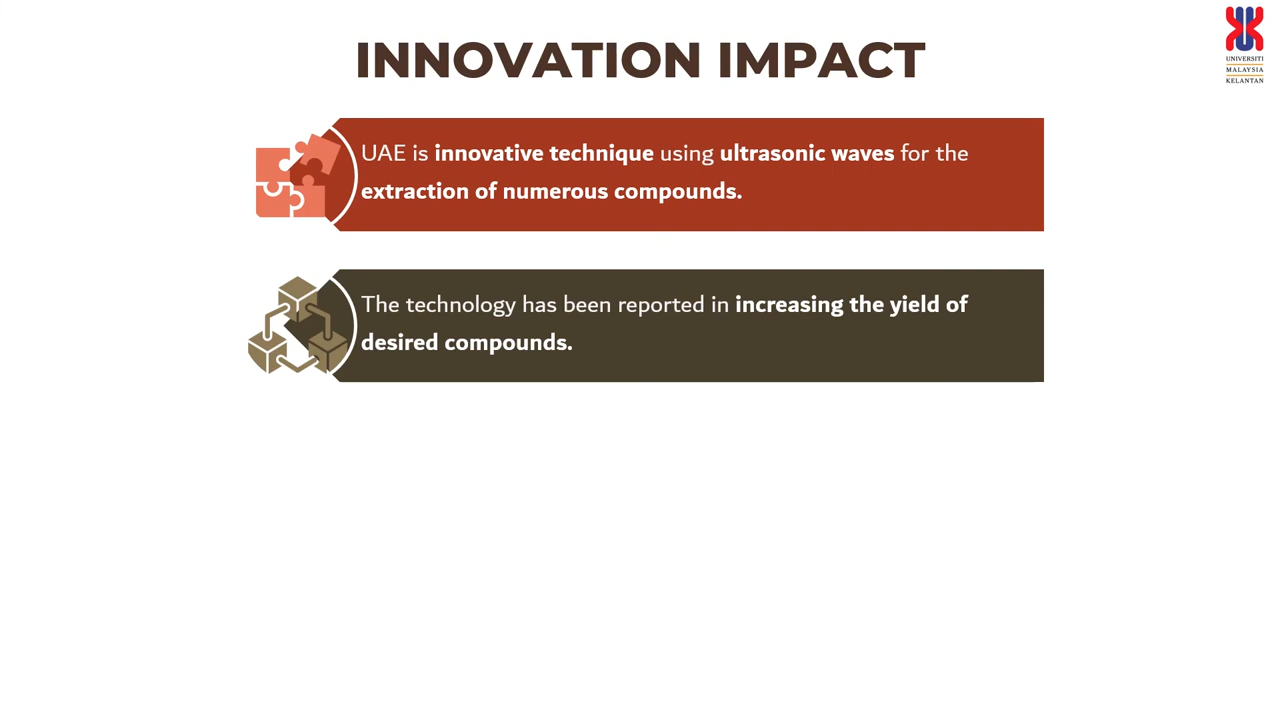 INNOVATION IMPACT
UNIVERSITI
MALAYSIA
KELANTAN
UAE is innovative technique using ultrasonic waves for the
extraction of numerous compounds.
The technology has been reported in increasing the yield of
desired compounds.